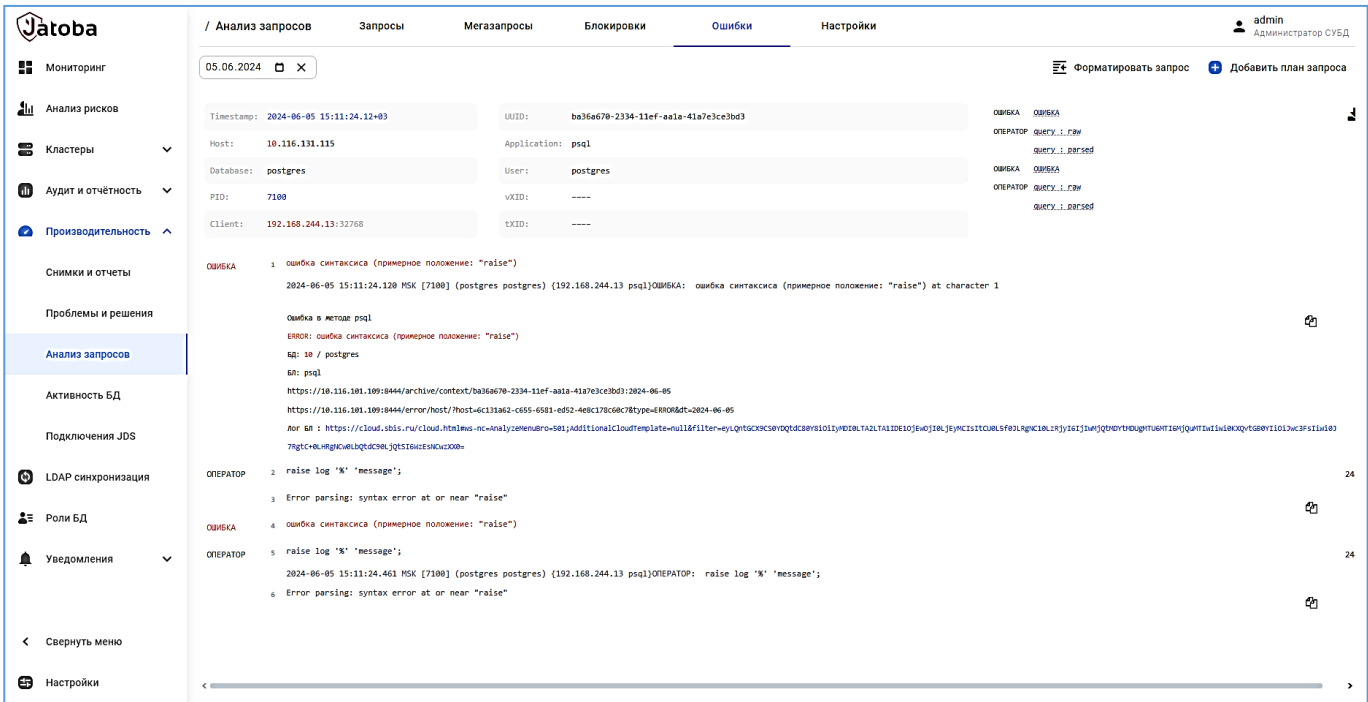 Jatoba
Мониторинг
Анализ рисков
Кластеры
Аудит и отчётность
Производительность
Снимки и отчеты
Проблемы и решения
Анализ запросов
Активность БД
Подключения JDS
LDAP синхронизация
Роли БД
Уведомления
Свернуть меню
Настройки
/ Анализ запросов Запросы Мегазапросы Блокировки Ошибки Настройки
admin
Администратор СУБД
05.06.2024
Форматировать запрос Добавить план запроса
Timestamp: 2024-06-05 15:11:24.12+03 UUID: ba36a670-2334-11ef-aa1a-41a7e3ce3bd3
Host: 10.116.131.115 Application: psql
Database: postgres User: postgres
PID: 7100 vXID: ----
Client: 192.168.244.13:32768 tXID: ----
ОШИБКА ОШИБКА
ОПЕРАТОР query : raw
query : parsed
ОШИБКА ОШИБКА
ОПЕРАТОР query : raw
query : parsed
ОШИБКА 1 ошибка синтаксиса (примерное положение: "raise")
2024-06-05 15:11:24.120 MSK [7100] (postgres postgres) {192.168.244.13 psql}ОШИБКА: ошибка синтаксиса (примерное положение: "raise") at character 1
Ошибка в методе psql
ERROR: ошибка синтаксиса (примерное положение: "raise")
БД: 10 / postgres
БЛ: psql
https://10.116.101.109:8444/archive/context/ba36a670-2334-11ef-aa1a-41a7e3ce3bd3:2024-06-05
https://10.116.101.109:8444/error/host/?host=6c131a62-c655-6581-ed52-4e8c178c60c7&type=ERROR&dt=2024-06-05
Лог БЛ :
ОПЕРАТОР 2 raise log '%' 'message'; 24
3 Error parsing: syntax error at or near "raise"
ОШИБКА 4 ошибка синтаксиса (примерное положение: "raise")
ОПЕРАТОР 5 raise log '%' 'message'; 24
2024-06-05 15:11:24.461 MSK [7100] (postgres postgres) {192.168.244.13 psql}ОПЕРАТОР: raise log '%' 'message';
6 Error parsing: syntax error at or near "raise"